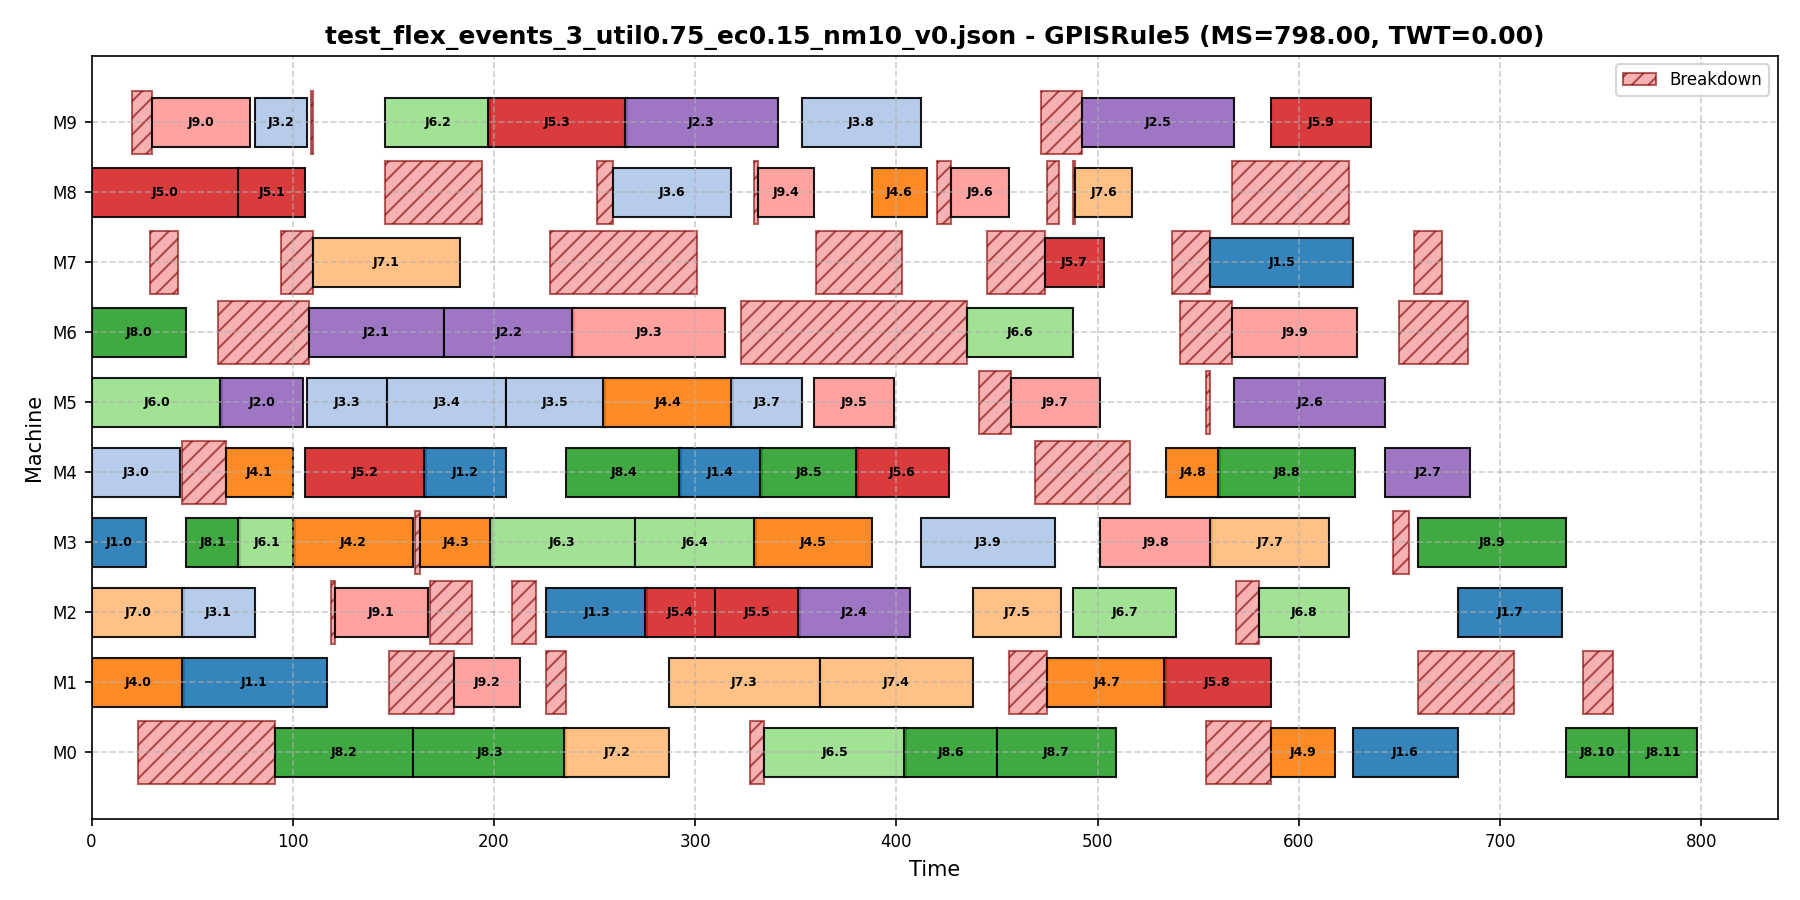 test_flex_events_3_util0.75_ec0.15_nm10_v0.json - GPISRule5 (MS=798.00, TWT=0.00)
Breakdown
M9 J9.0 J3.2 J6.2 J5.3 J2.3 J3.8 J2.5 J5.9
M8 J5.0 J5.1 J3.6 J9.4 J4.6 J9.6 J7.6
M7 J7.1 J5.7 J1.5
M6 J8.0 J2.1 J2.2 J9.3 J6.6 J9.9
M5 J6.0 J2.0 J3.3 J3.4 J3.5 J4.4 J3.7 J9.5 J9.7 J2.6
M4 J3.0 J4.1 J5.2 J1.2 J8.4 J1.4 J8.5 J5.6 J4.8 J8.8 J2.7
M3 J1.0 J8.1 J6.1 J4.2 J4.3 J6.3 J6.4 J4.5 J3.9 J9.8 J7.7 J8.9
M2 J7.0 J3.1 J9.1 J1.3 J5.4 J5.5 J2.4 J7.5 J6.7 J6.8 J1.7
M1 J4.0 J1.1 J9.2 J7.3 J7.4 J4.7 J5.8
M0 J8.2 J8.3 J7.2 J6.5 J8.6 J8.7 J4.9 J1.6 J8.10 J8.11
0 100 200 300 400 500 600 700 800
Time
Machine